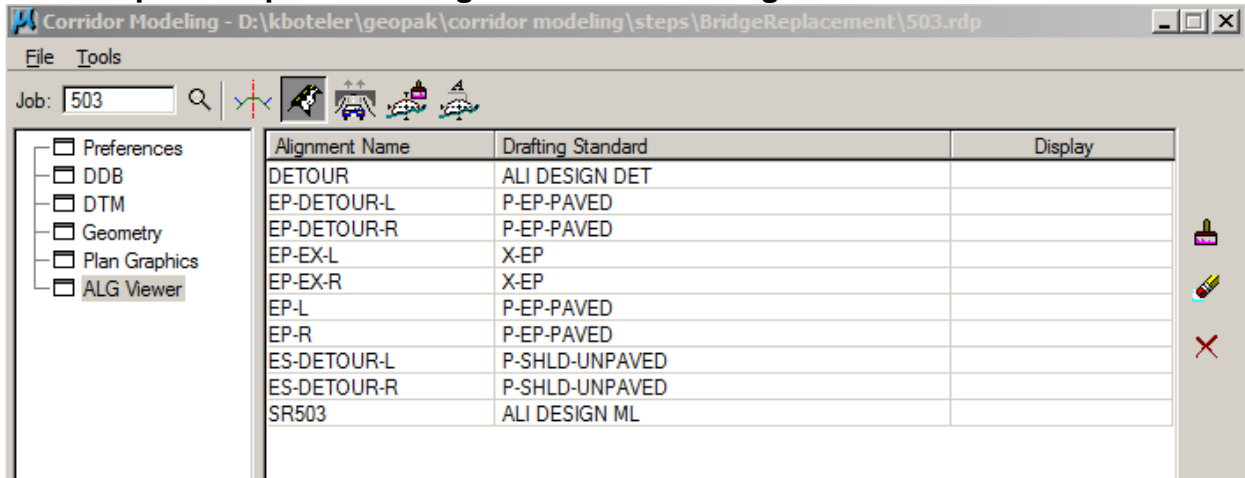 Corridor Modeling - D:\kboteler\geopak\corridor modeling\steps\BridgeReplacement\503.rdp
File Tools
Job: 503
Preferences
DDB
DTM
Geometry
Plan Graphics
ALG Viewer
Alignment Name Drafting Standard Display
DETOUR ALI DESIGN DET
EP-DETOUR-L P-EP-PAVED
EP-DETOUR-R P-EP-PAVED
EP-EX-L X-EP
EP-EX-R X-EP
EP-L P-EP-PAVED
EP-R P-EP-PAVED
ES-DETOUR-L P-SHLD-UNPAVED
ES-DETOUR-R P-SHLD-UNPAVED
SR503 ALI DESIGN ML